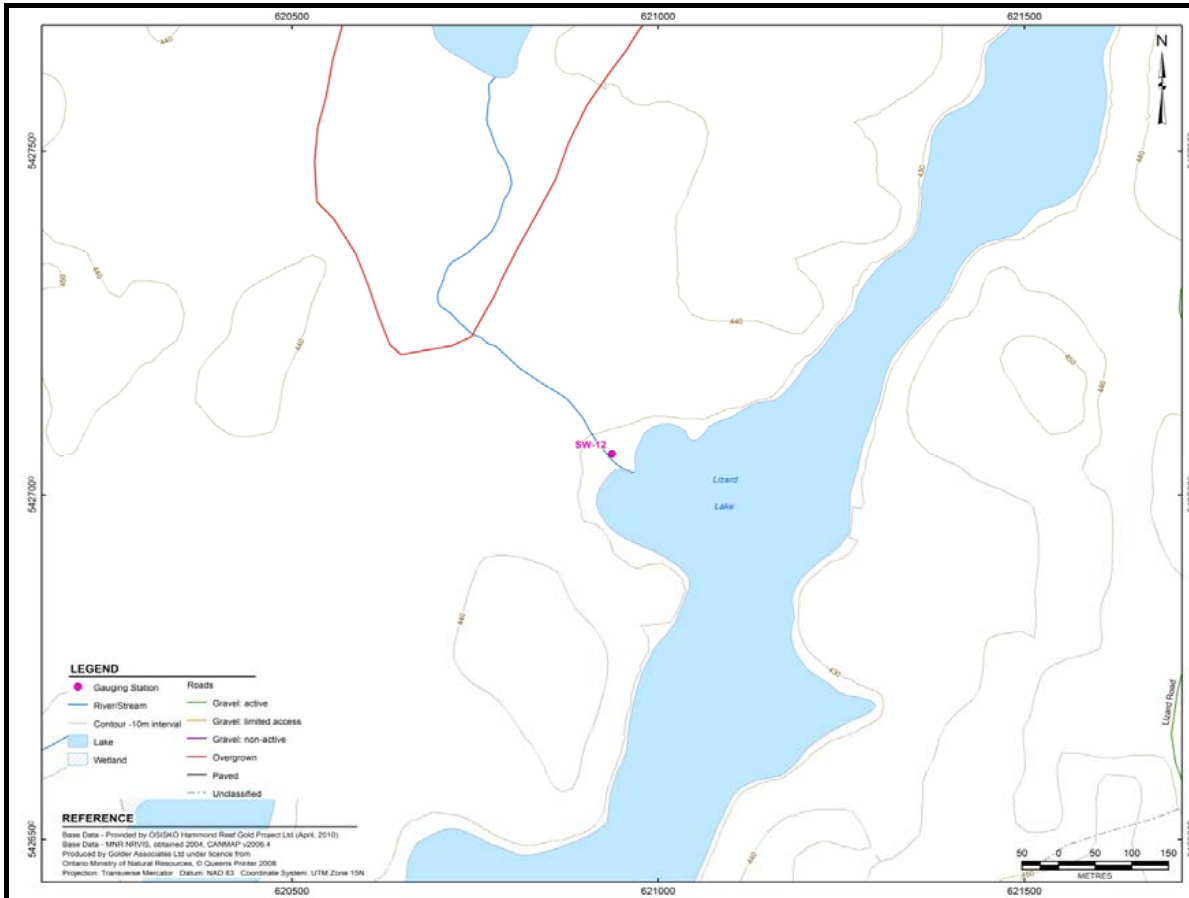 620500 621000 621500
440
N
5427500
440
430
440
440
450
440
440
450
440
SW-12
Lizard
Lake
5427000
440
430
Lizard Road
LEGEND
Gauging Station
River/Stream
Contour -10m interval
Lake
Wetland
Roads
Gravel: active
Gravel: limited access
Gravel: non-active
Overgrown
Paved
Unclassified
REFERENCE
Base Data - Provided by OSISKO Hammond Reef Gold Project Ltd (April, 2010)
Base Data - MNR NRVIS, obtained 2004, CANMAP v2006.4
Produced by Golder Associates Ltd under licence from
Ontario Ministry of Natural Resources, © Queens Printer 2008
Projection: Transverse Mercator Datum: NAD 83 Coordinate System: UTM Zone 15N
5426500
440
450
50 -0 50 100 150
METRES
620500 621000 621500